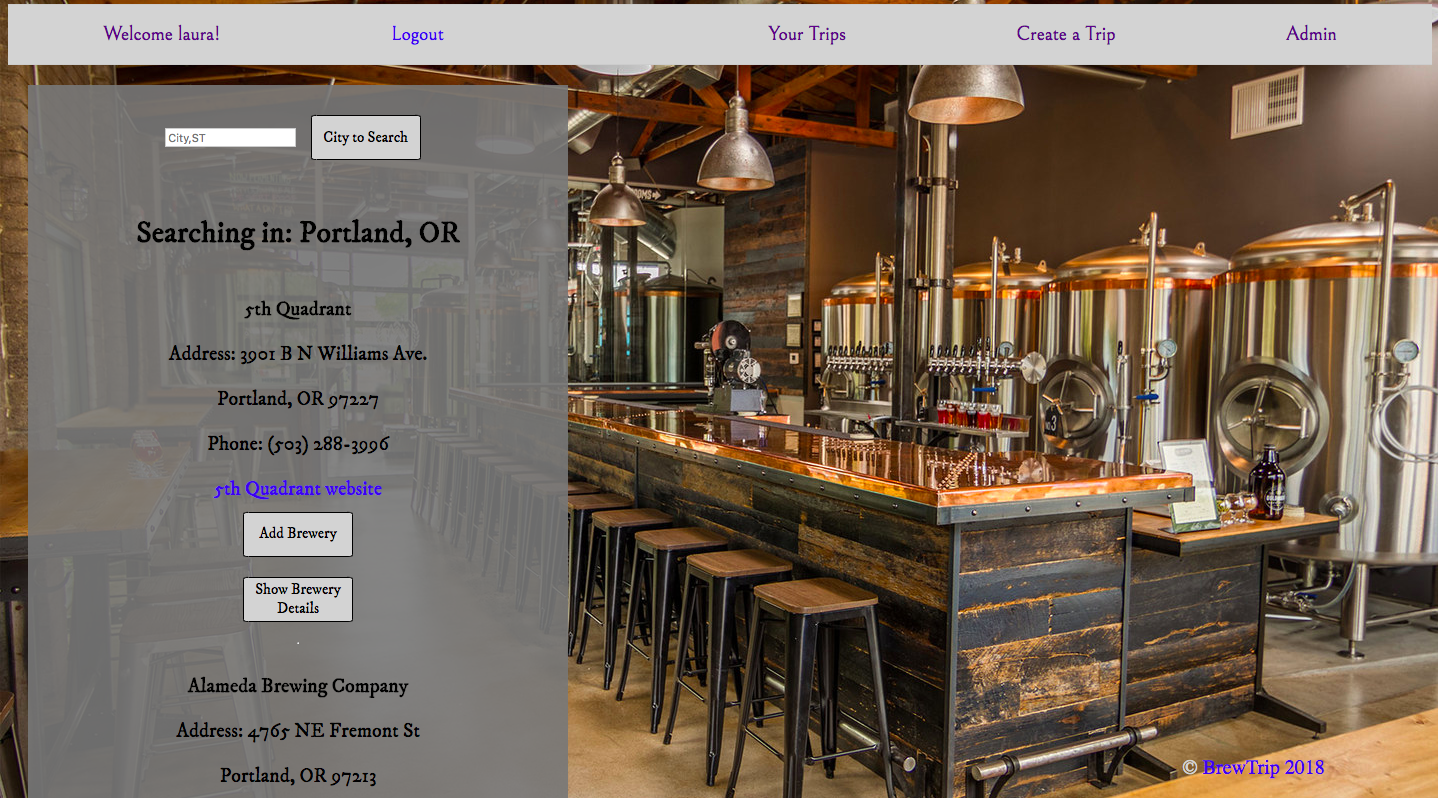 Welcome laura!
Logout
Your Trips
Create a Trip
Admin
City,ST
City to Search
Searching in: Portland, OR
5th Quadrant
Address: 3901 B N Williams Ave.
Portland, OR 97227
Phone: (503) 288-3996
5th Quadrant website
Add Brewery
Show Brewery
Details
.
Alameda Brewing Company
Address: 4765 NE Fremont St
Portland, OR 97213
© BrewTrip 2018